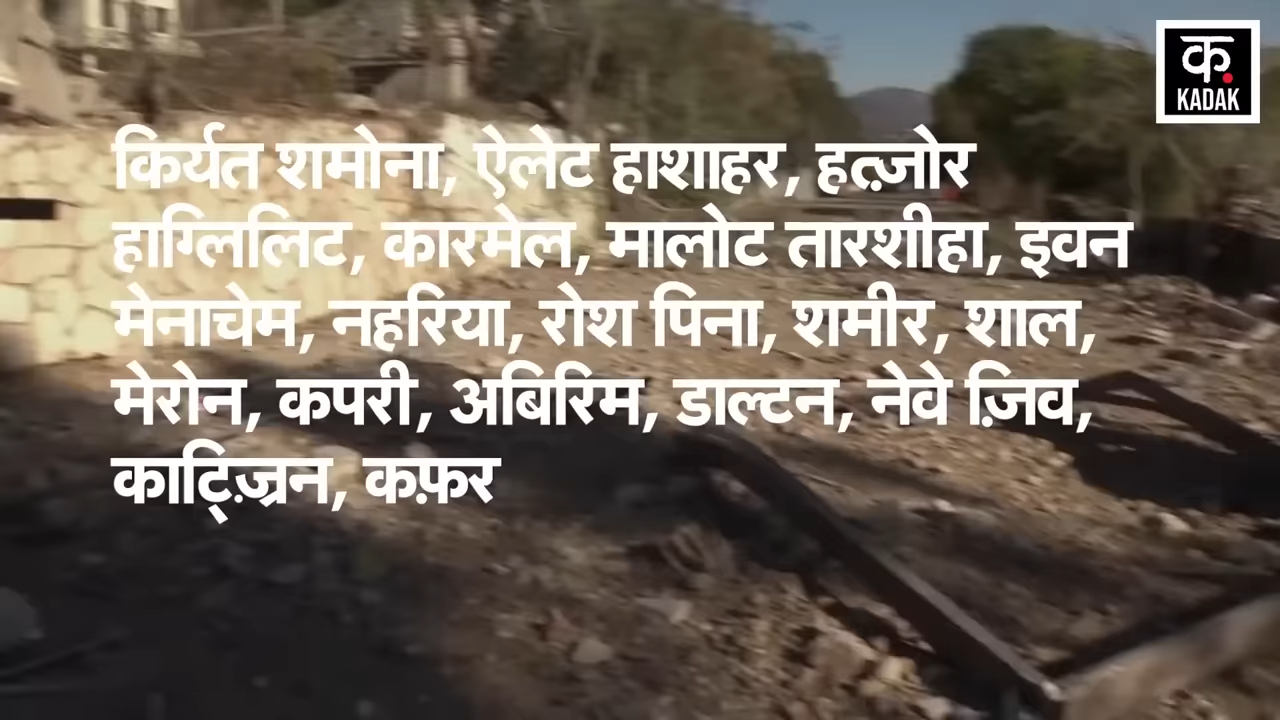 क.
KADAK
किर्यत शमोना, ऐलेट हाशाहर, हत्ज़ोर
हाग्लिलिट, कारमेल, मालोट तारशीहा, इवन
मेनाचेम, नहरिया, रोश पिना, शमीर, शाल,
मेरोन, कपरी, अबिरिम, डाल्टन, नेवे ज़िव,
काट्ज़्रिन, कफ़र